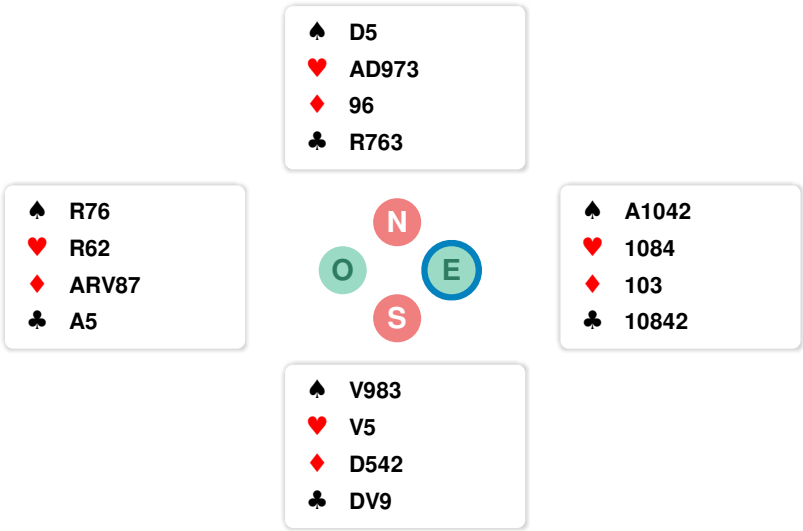 ♠ D5
♥ AD973
♦ 96
♣ R763
♠ R76
♥ R62
♦ ARV87
♣ A5
N
O E
S
♠ A1042
♥ 1084
♦ 103
♣ 10842
♠ V983
♥ V5
♦ D542
♣ DV9